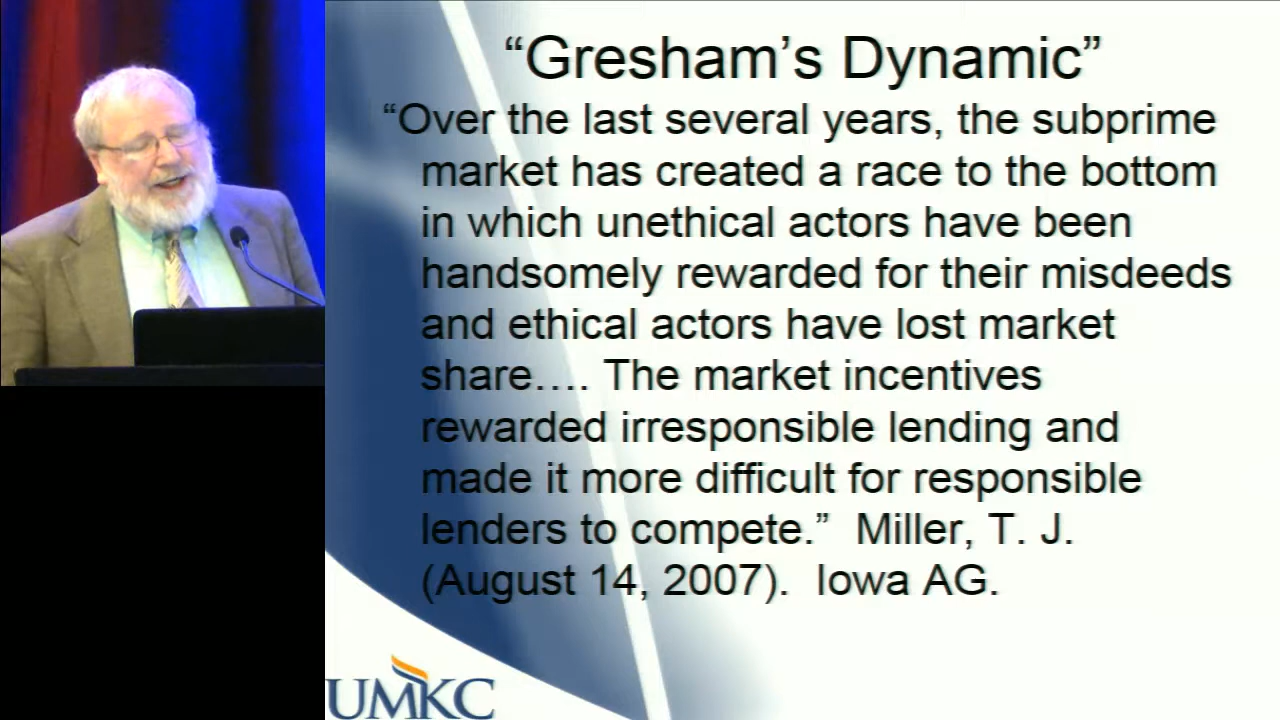 “Gresham’s Dynamic”
“Over the last several years, the subprime
market has created a race to the bottom
in which unethical actors have been
handsomely rewarded for their misdeeds
and ethical actors have lost market
share…. The market incentives
rewarded irresponsible lending and
made it more difficult for responsible
lenders to compete.”  Miller, T. J.
(August 14, 2007).  Iowa AG.
UMKC